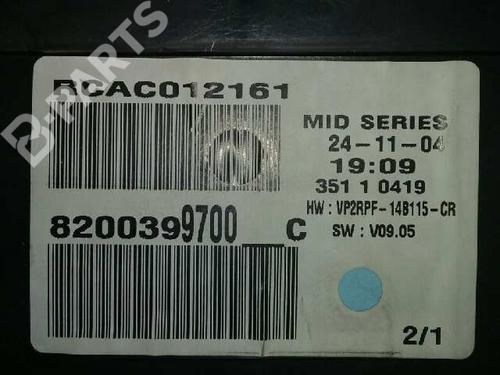 B-PARTS
RCAC012161
MID SERIES
24-11-04
19:09
351 1 0419
HW : VP2RPF-14B115-CR
SW : V09.05
8200399700__C
2/1